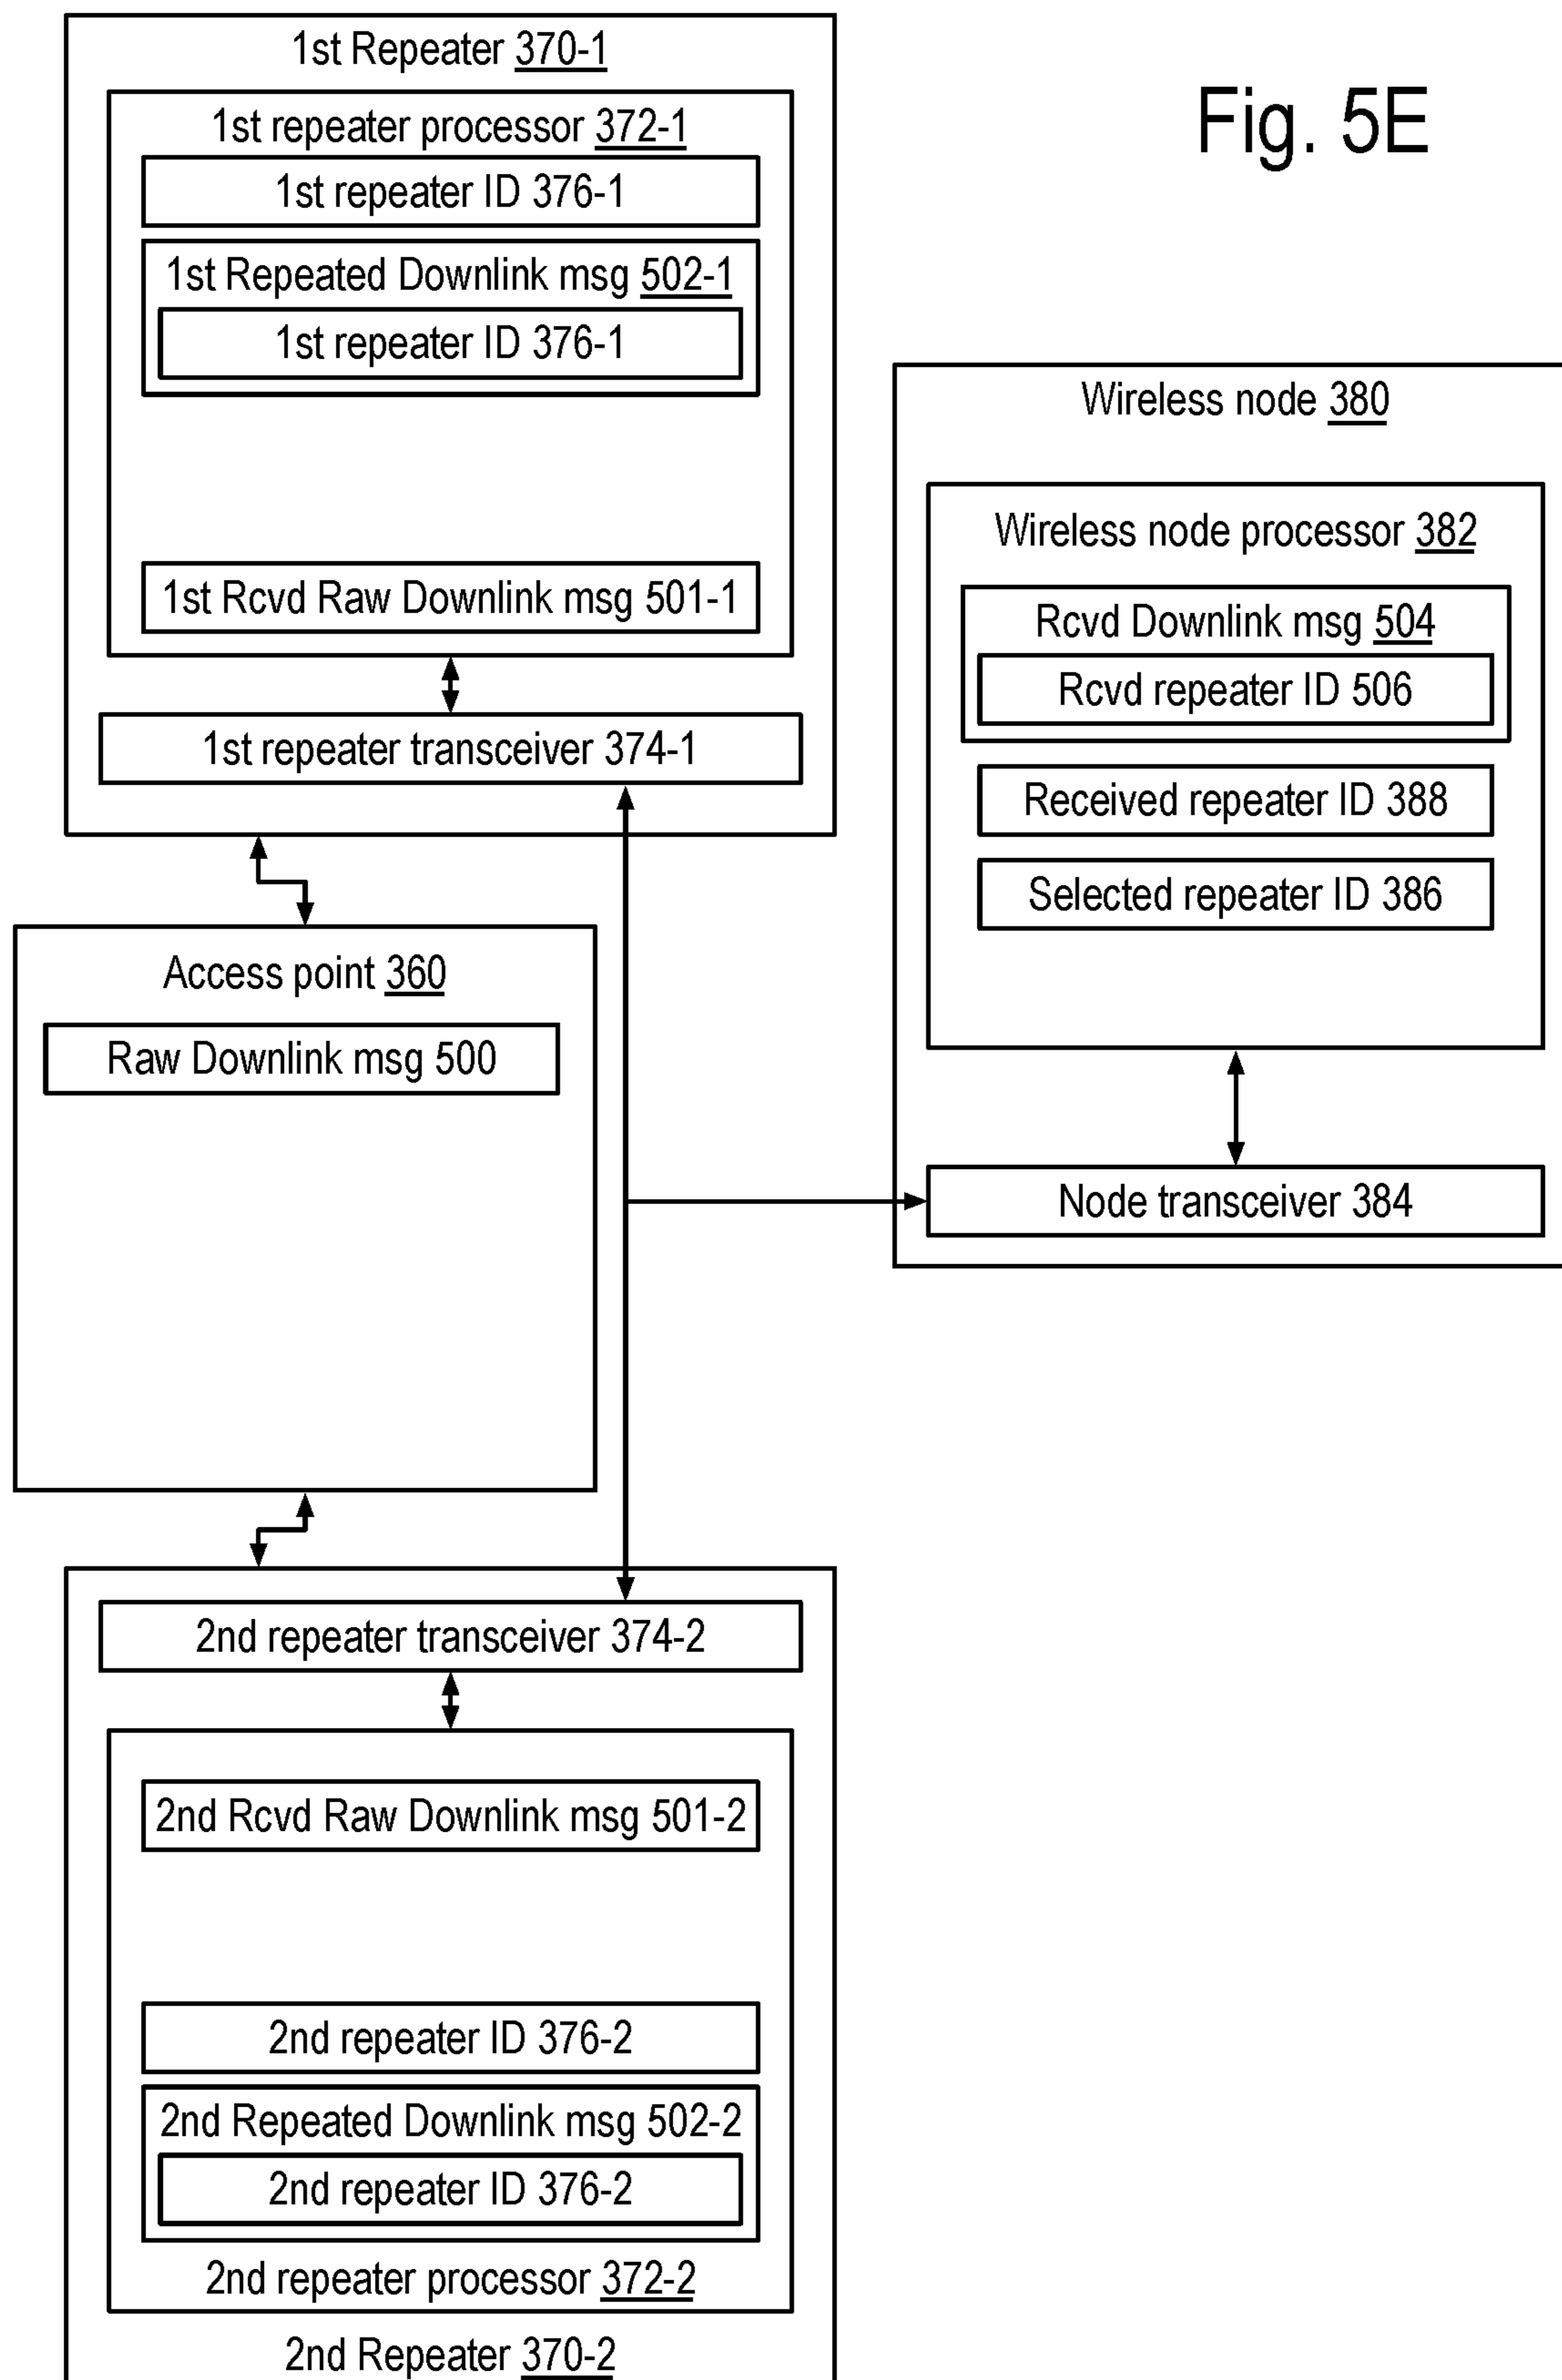 1st Repeater 370-1
Fig. 5E
1st repeater processor 372-1
1st repeater ID 376-1
1st Repeated Downlink msg 502-1
1st repeater ID 376-1
1st Rcvd Raw Downlink msg 501-1
1st repeater transceiver 374-1
Wireless node 380
Wireless node processor 382
Rcvd Downlink msg 504
Rcvd repeater ID 506
Received repeater ID 388
Selected repeater ID 386
Node transceiver 384
Access point 360
Raw Downlink msg 500
2nd repeater transceiver 374-2
2nd Rcvd Raw Downlink msg 501-2
2nd repeater ID 376-2
2nd Repeated Downlink msg 502-2
2nd repeater ID 376-2
2nd repeater processor 372-2
2nd Repeater 370-2